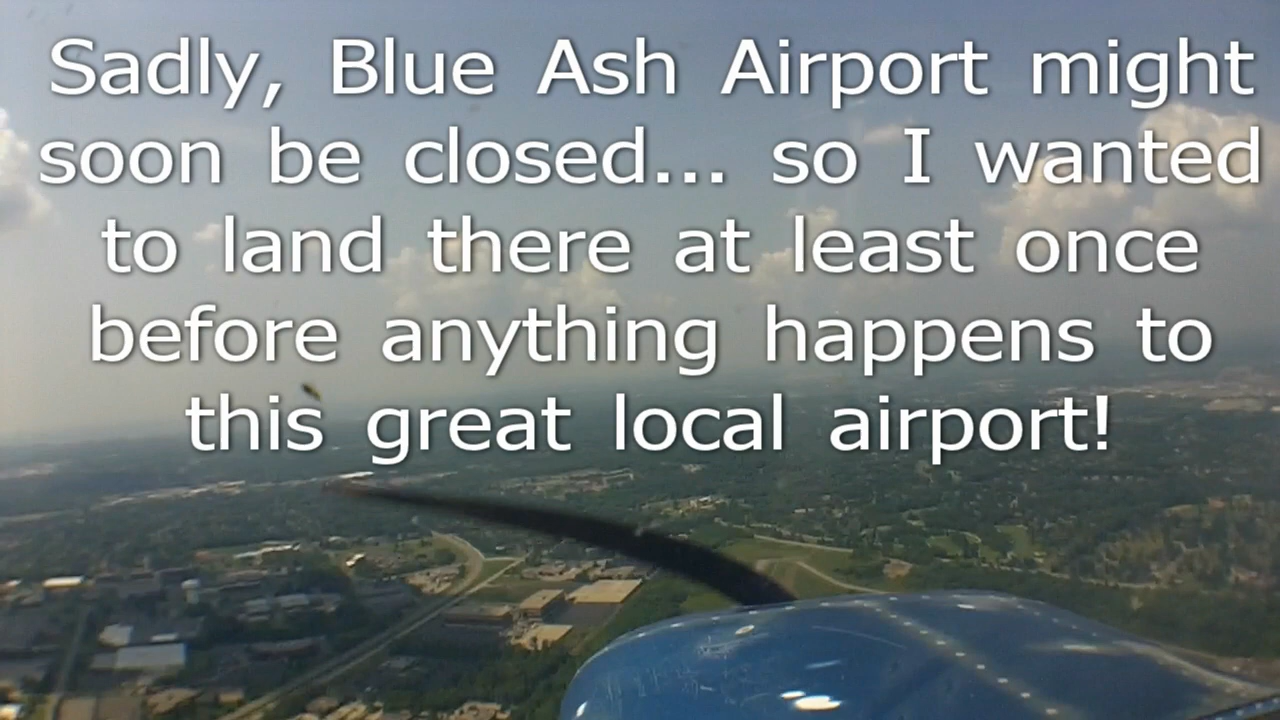 Sadly, Blue Ash Airport might
soon be closed... so I wanted
to land there at least once
before anything happens to
this great local airport!